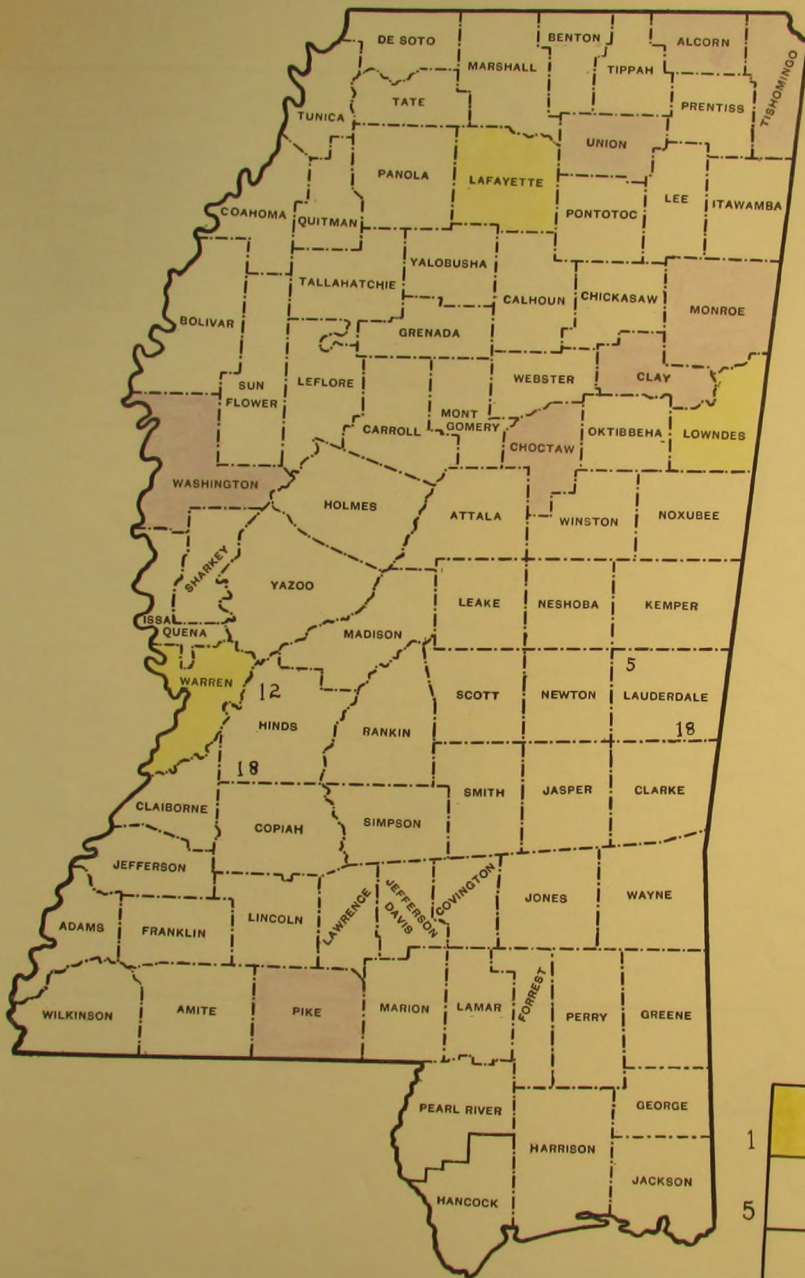 DE SOTO
BENTON
ALCORN
MARSHALL
TIPPAH
TISHOMINGO
TATE
PRENTISS
TUNICA
UNION
PANOLA
LAFAYETTE
LEE
ITAWAMBA
COAHOMA
QUITMAN
PONTOTOC
YALOBUSHA
TALLAHATCHIE
CALHOUN
CHICKASAW
MONROE
BOLIVAR
GRENADA
SUN
FLOWER
LEFLORE
WEBSTER
CLAY
CARROLL
MONT
GOMERY
CHOCTAW
OKTIBBEHA
LOWNDES
WASHINGTON
HOLMES
ATTALA
WINSTON
NOXUBEE
SHARKEY
YAZOO
LEAKE
NESHOBA
KEMPER
ISSA
QUENA
MADISON
WARREN
12
HINDS
18
RANKIN
SCOTT
NEWTON
5
LAUDERDALE
18
CLAIBORNE
COPIAH
SIMPSON
SMITH
JASPER
CLARKE
JEFFERSON
ADAMS
FRANKLIN
LINCOLN
LAWRENCE
JEFFERSON
DAVIS
COVINGTON
JONES
WAYNE
WILKINSON
AMITE
PIKE
MARION
LAMAR
FORREST
PERRY
GREENE
PEARL RIVER
GEORGE
HARRISON
JACKSON
HANCOCK
1
5